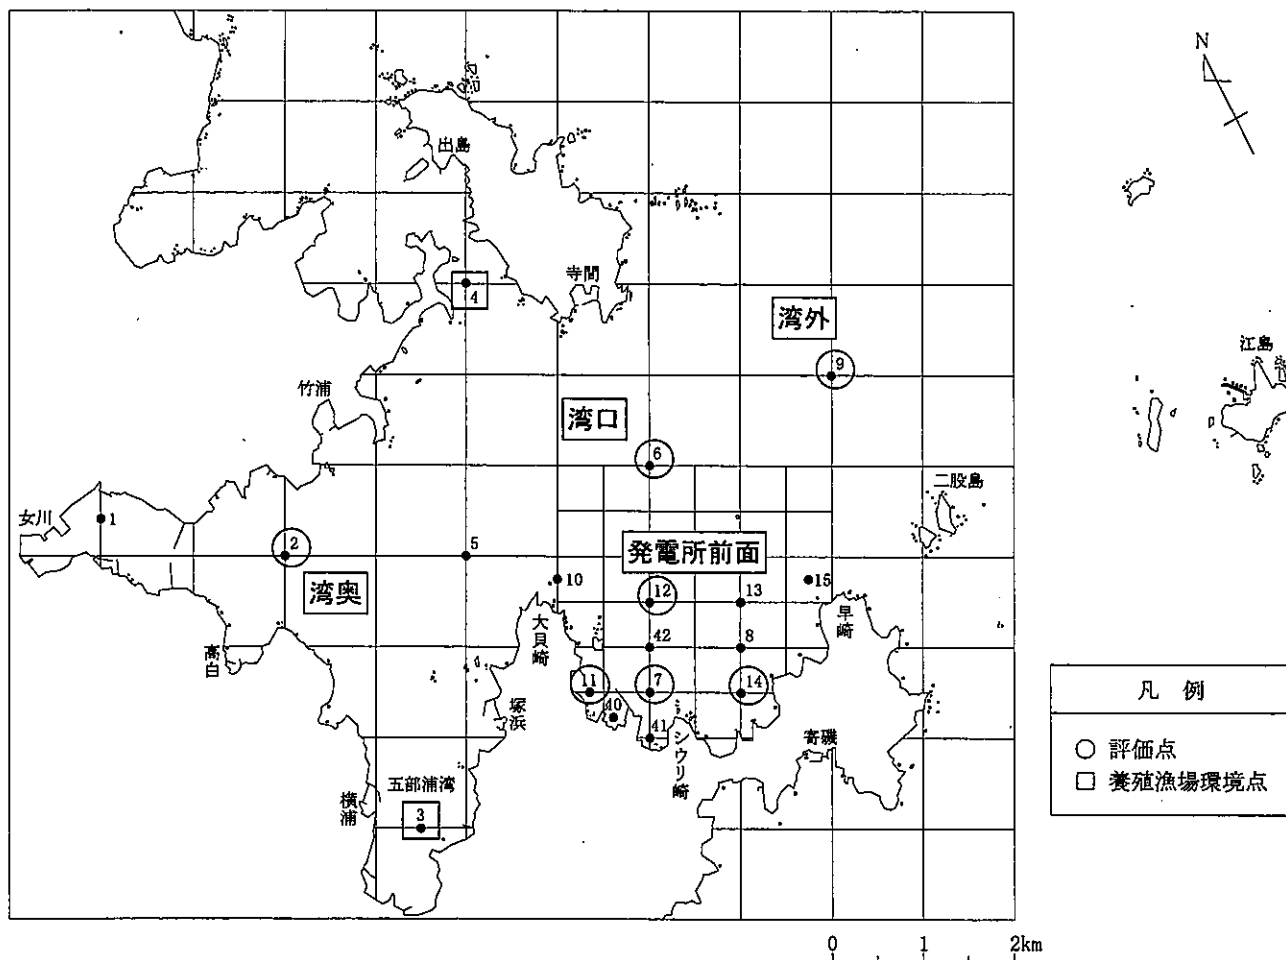 N
出島
4
寺間
湾外
9
江島
竹浦
湾口
6
二股島
女川
1
2
5
発電所前面
湾奥
10
12
13
15
大貝崎
早崎
高白
42
8
11
7
14
40
塚浜
41
シウリ崎
寄磯
五部浦湾
横浦
3
凡 例
○ 評価点
□ 養殖漁場環境点
0 1 2km